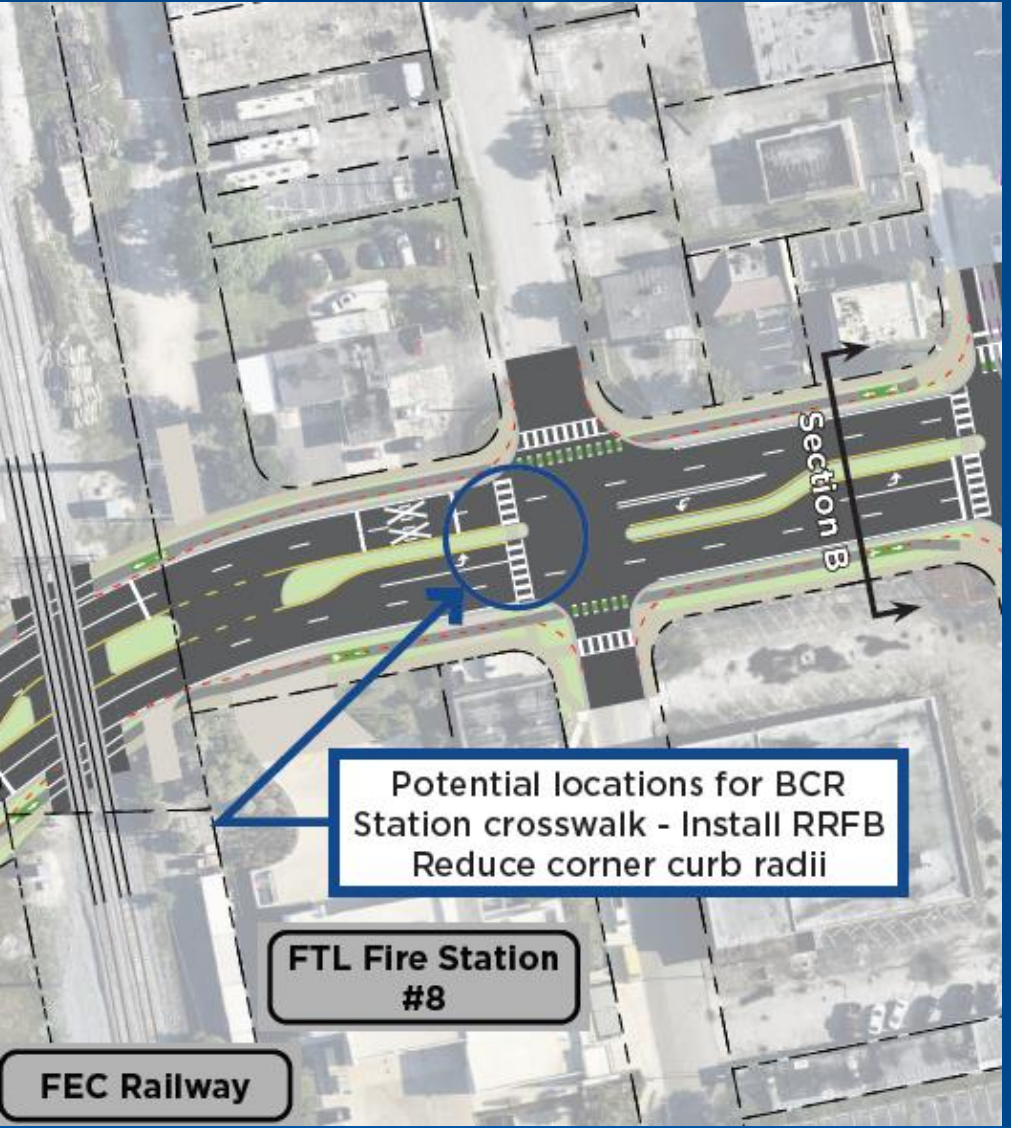 Section B
Potential locations for BCR
Station crosswalk - Install RRFB
Reduce corner curb radii
FTL Fire Station
#8
FEC Railway